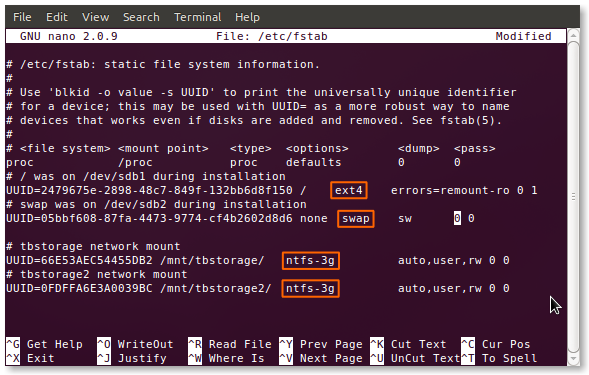 File Edit View Search Terminal Help
GNU nano 2.0.9 File: /etc/fstab Modified
# /etc/fstab: static file system information.
#
# Use 'blkid -o value -s UUID' to print the universally unique identifier
# for a device; this may be used with UUID= as a more robust way to name
# devices that works even if disks are added and removed. See fstab(5).
#
# <file system> <mount point> <type> <options> <dump> <pass>
proc /proc proc defaults 0 0
# / was on /dev/sdb1 during installation
UUID=2479675e-2898-48c7-849f-132bb6d8f150 / ext4 errors=remount-ro 0 1
# swap was on /dev/sdb2 during installation
UUID=05bbf608-87fa-4473-9774-cf4b2602d8d6 none swap sw 0 0
# tbstorage network mount
UUID=66E53AEC54455DB2 /mnt/tbstorage/ ntfs-3g auto,user,rw 0 0
# tbstorage2 network mount
UUID=0FDFFA6E3A0039BC /mnt/tbstorage2/ ntfs-3g auto,user,rw 0 0
^G Get Help ^O WriteOut ^R Read File ^Y Prev Page ^K Cut Text ^C Cur Pos
^X Exit ^J Justify ^W Where Is ^V Next Page ^U UnCut Text ^T To Spell